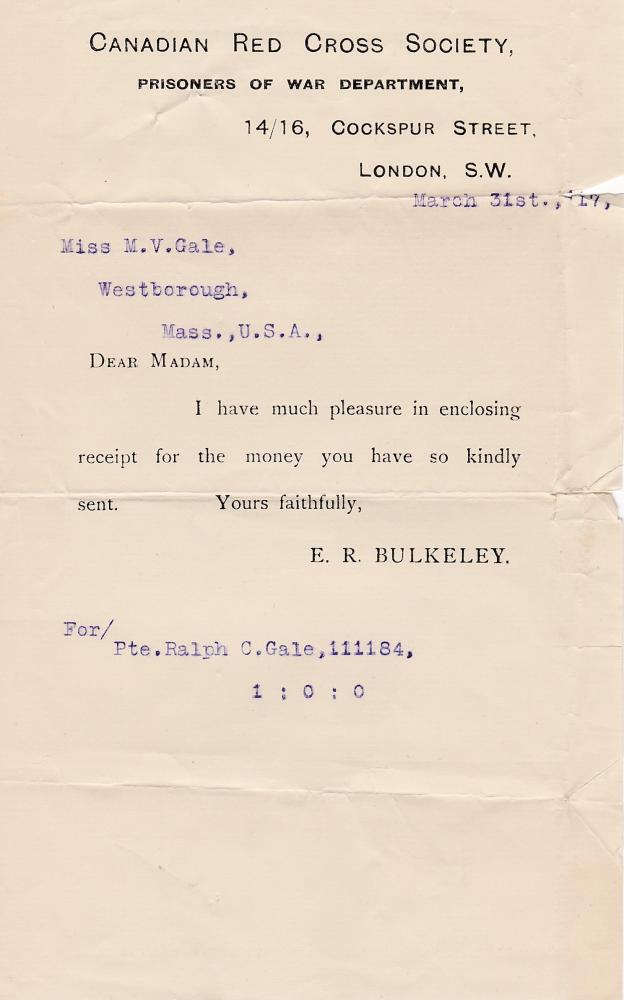 CANADIAN RED CROSS SOCIETY,
PRISONERS OF WAR DEPARTMENT,
14/16, COCKSPUR STREET,
LONDON, S.W.
March 31st.,'17,
Miss M.V.Gale,
Westborough,
Mass.,U.S.A.,
DEAR MADAM,
I have much pleasure in enclosing
receipt for the money you have so kindly
sent. Yours faithfully,
E. R. BULKELEY.
For/
Pte.Ralph C.Gale,111184,
1 : 0 : 0